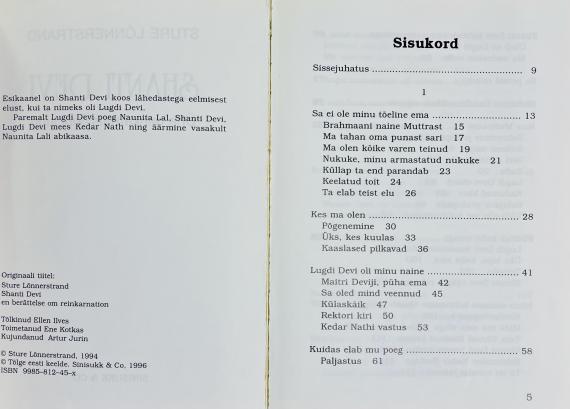 Esikaanel on Shanti Devi koos lähedastega eelmisest
elust, kui ta nimeks oli Lugdi Devi.
Paremalt Lugdi Devi poeg Naunita Lal, Shanti Devi,
Lugdi Devi mees Kedar Nath ning äärmine vasakult
Naunita Lali abikaasa.
Originaali tiitel:
Sture Lönnerstrand
Shanti Devi
en berättelse om reinkarnation
Tõlkinud Ellen Ilves
Toimetanud Ene Kotkas
Kujundanud Artur Jurin
© Sture Lönnerstrand, 1994
© Tõlge eesti keelde. Sinisukk & Co, 1996
ISBN 9985-812-45-x
Sisukord
Sissejuhatus ........................................................ 9
1
Sa ei ole minu tõeline ema ................................ 13
Brahmaani naine Muttrast 15
Ma tahan oma punast sari 17
Ma olen kõike varem teinud 19
Nukuke, minu armastatud nukuke 21
Küllap ta end parandab 23
Keelatud toit 24
Ta elab teist elu 26
Kes ma olen ...................................................... 28
Põgenemine 30
Üks, kes kuulas 33
Kaaslased pilkavad 36
Lugdi Devi oli minu naine ................................ 41
Maitri Deviji, püha ema 42
Sa oled mind veennud 45
Külaskäik 47
Rektori kiri 50
Kedar Nathi vastus 53
Kuidas elab mu poeg ........................................ 58
Paljastus 61
5